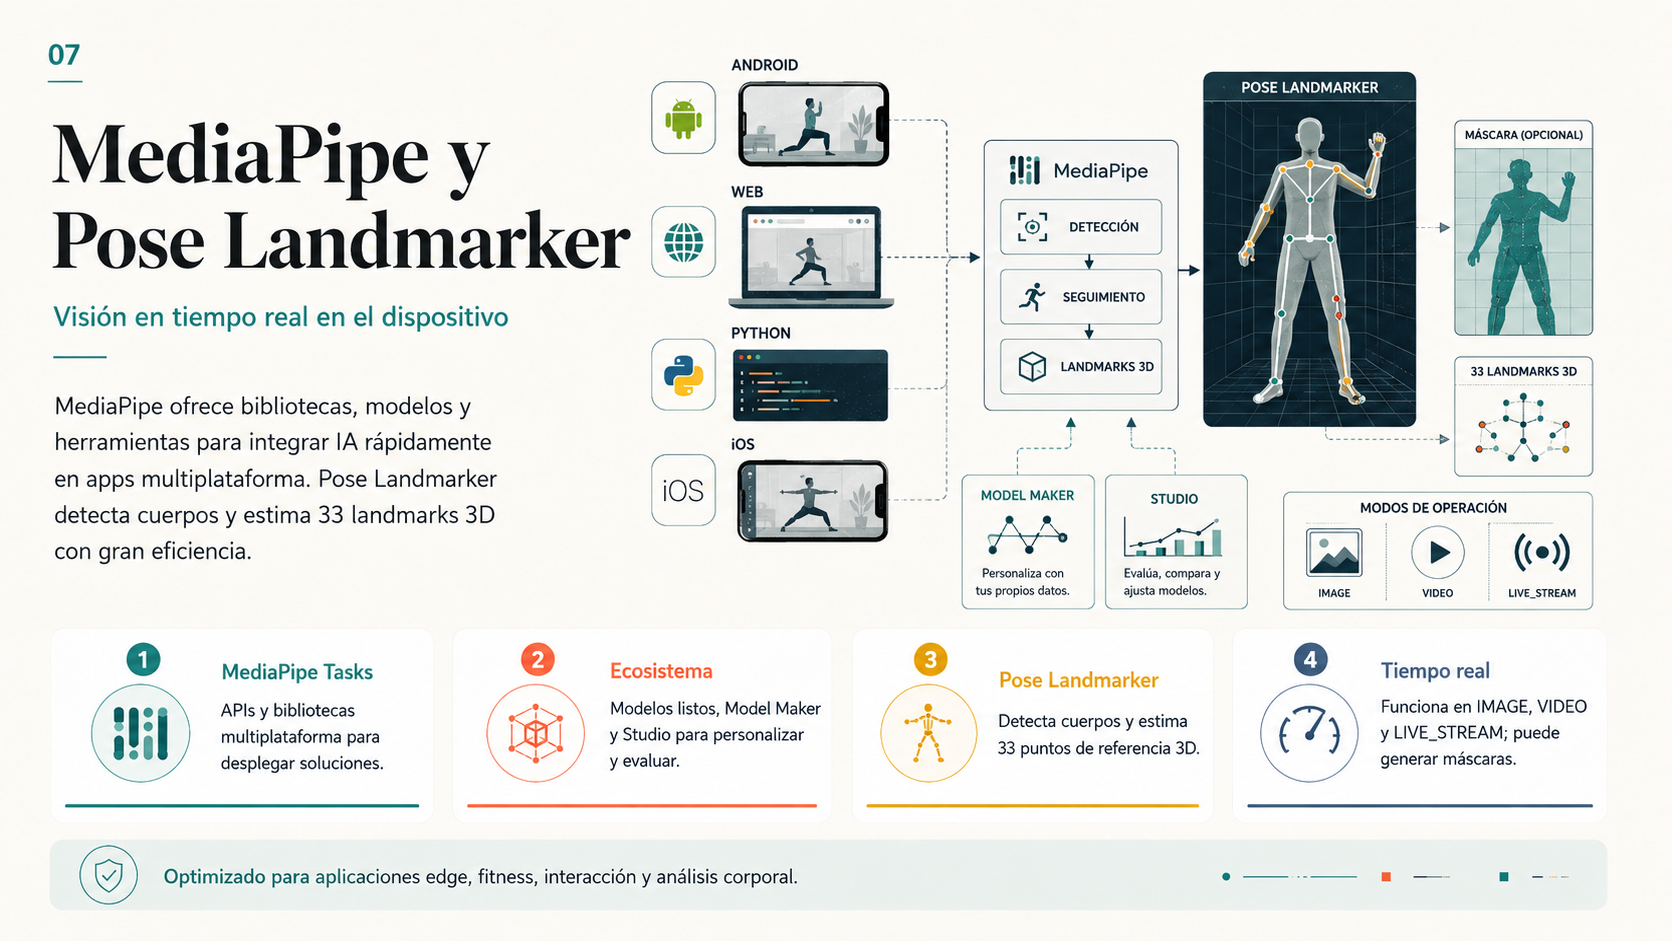 07
MediaPipe y
Pose Landmarker
Visión en tiempo real en el dispositivo
MediaPipe ofrece bibliotecas, modelos y
herramientas para integrar IA rápidamente
en apps multiplataforma. Pose Landmarker
detecta cuerpos y estima 33 landmarks 3D
con gran eficiencia.
ANDROID
WEB
PYTHON
iOS
iOS
MediaPipe
DETECCIÓN
SEGUIMIENTO
LANDMARKS 3D
MODEL MAKER
Personaliza con
tus propios datos.
STUDIO
Evalúa, compara y
ajusta modelos.
POSE LANDMARKER
MÁSCARA (OPCIONAL)
33 LANDMARKS 3D
MODOS DE OPERACIÓN
IMAGE
VIDEO
LIVE_STREAM
1
MediaPipe Tasks
APIs y bibliotecas
multiplataforma para
desplegar soluciones.
2
Ecosistema
Modelos listos, Model Maker
y Studio para personalizar
y evaluar.
3
Pose Landmarker
Detecta cuerpos y estima
33 puntos de referencia 3D.
4
Tiempo real
Funciona en IMAGE, VIDEO
y LIVE_STREAM; puede
generar máscaras.
Optimizado para aplicaciones edge, fitness, interacción y análisis corporal.